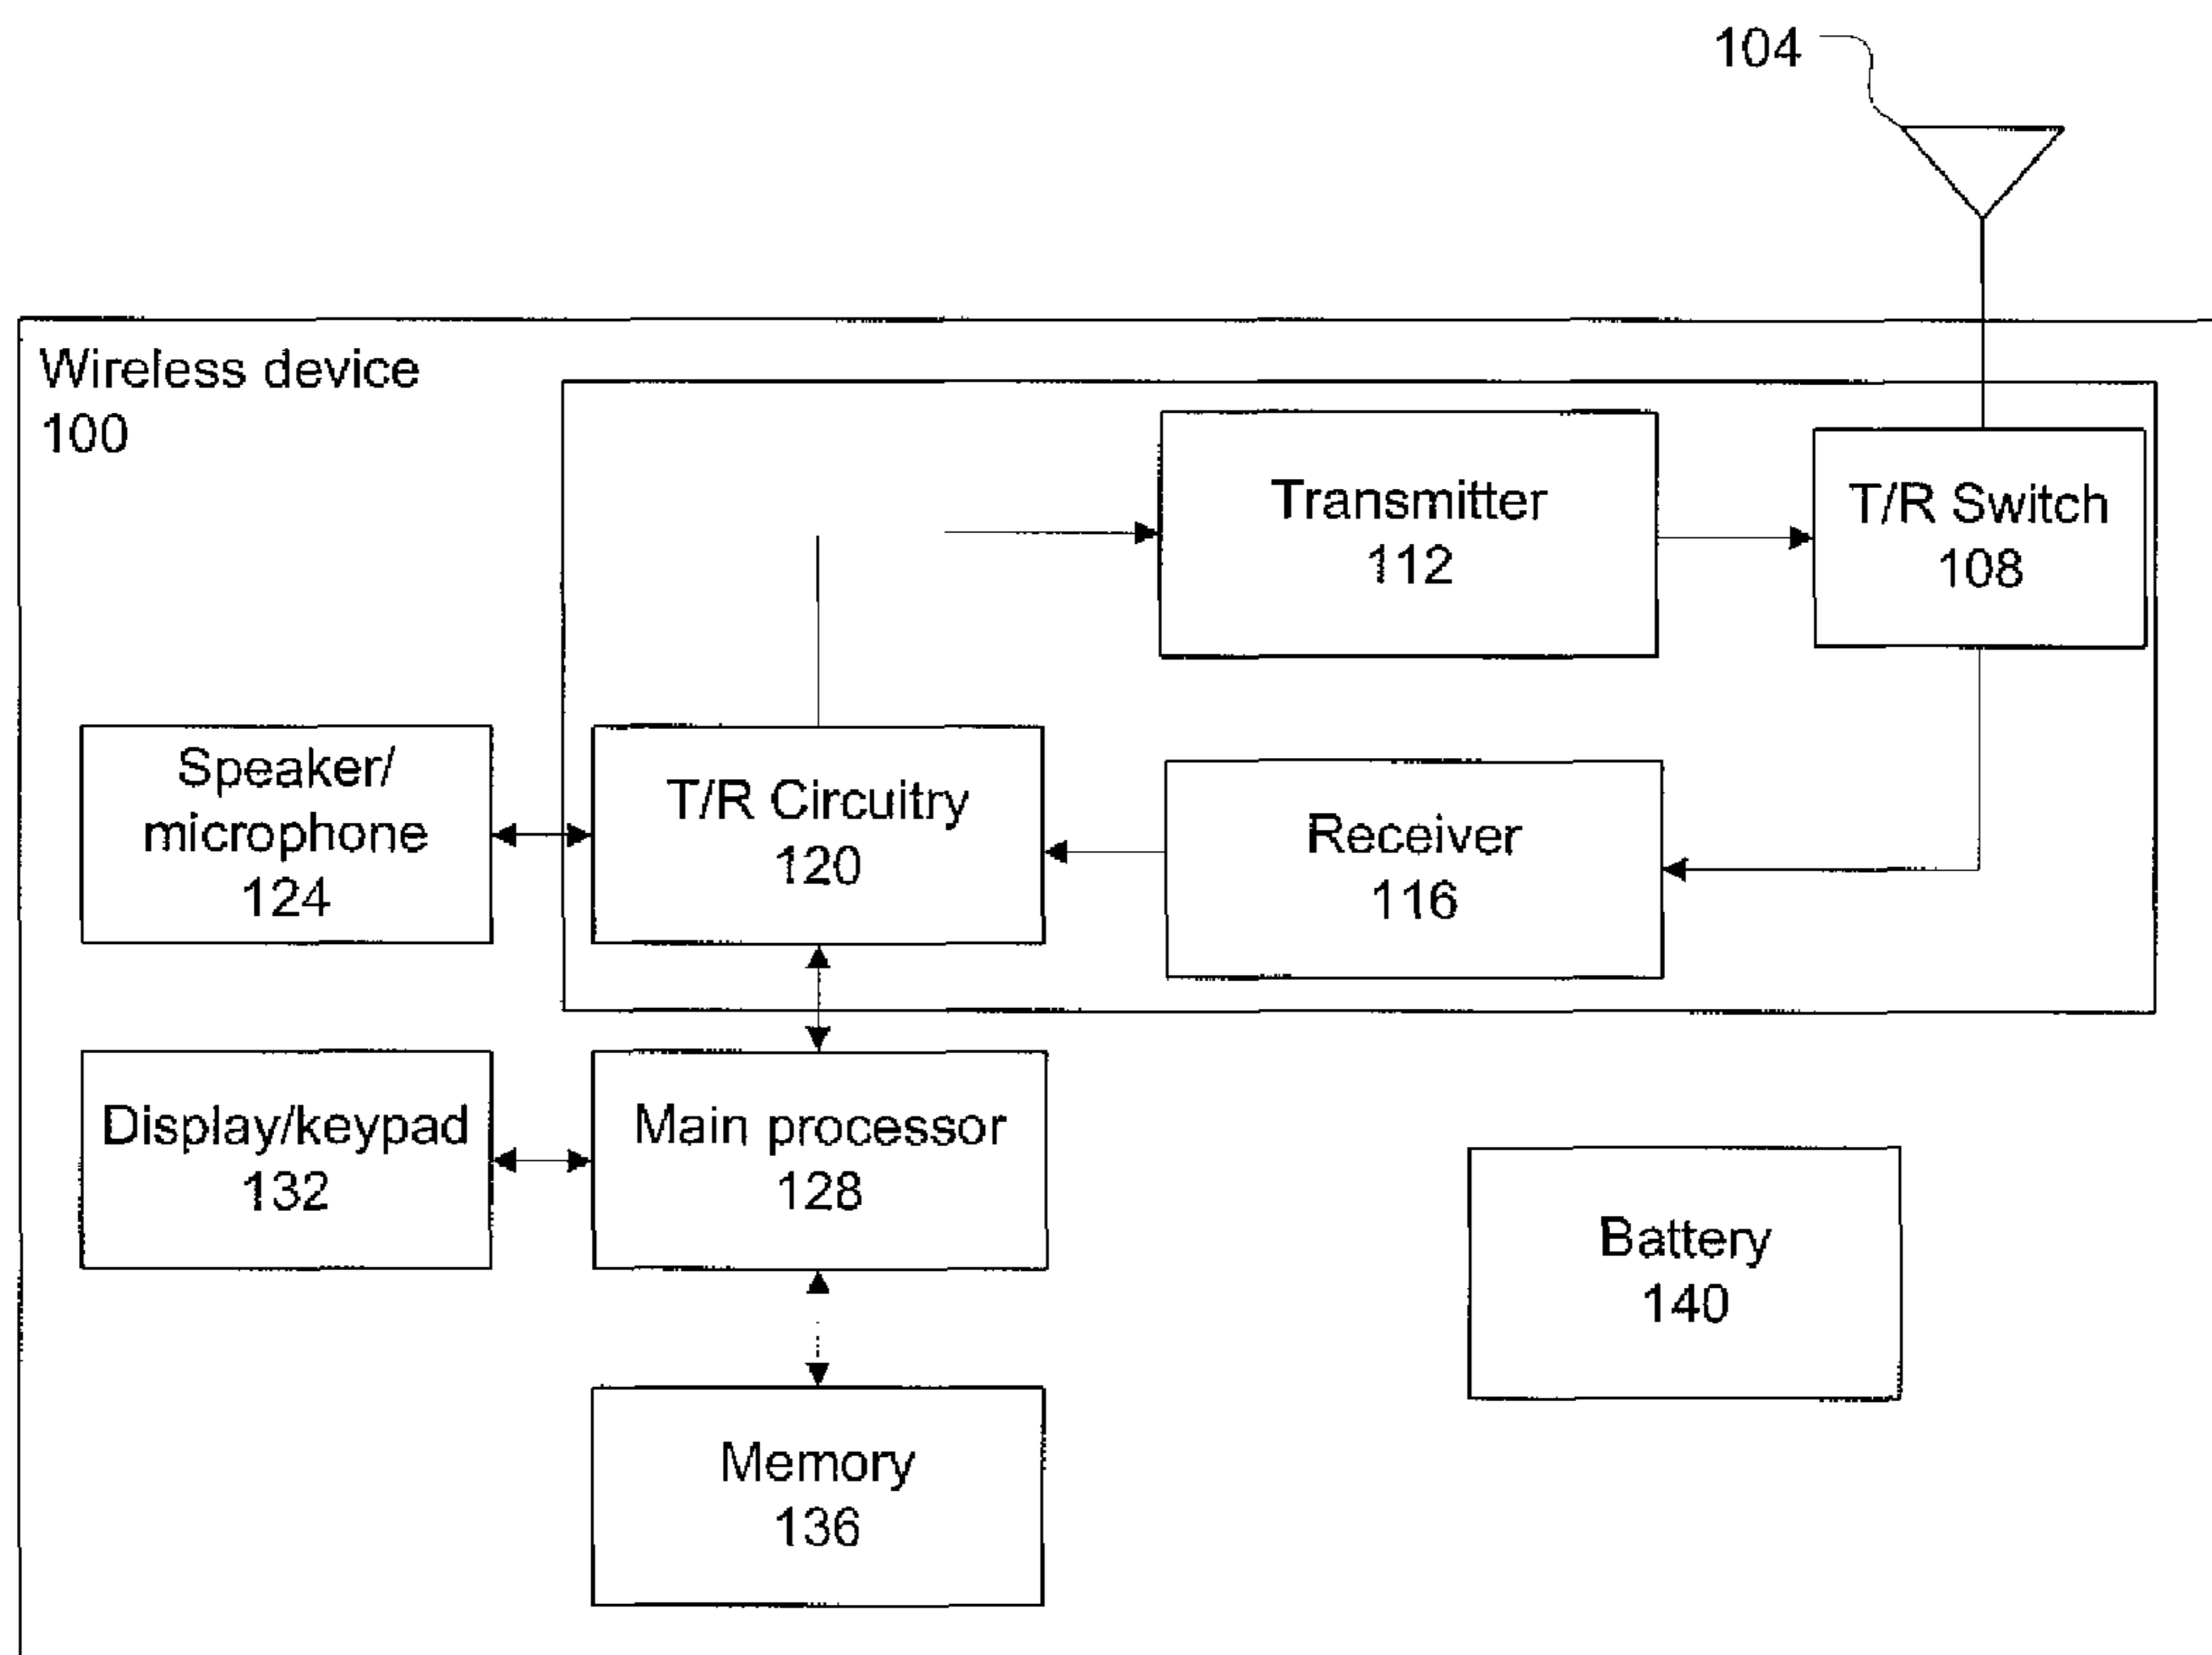 104
Wireless device
100
Transmitter
112
T/R Switch
108
Speaker/
microphone
124
T/R Circuitry
120
Receiver
116
Display/keypad
132
Main processor
128
Battery
140
Memory
136